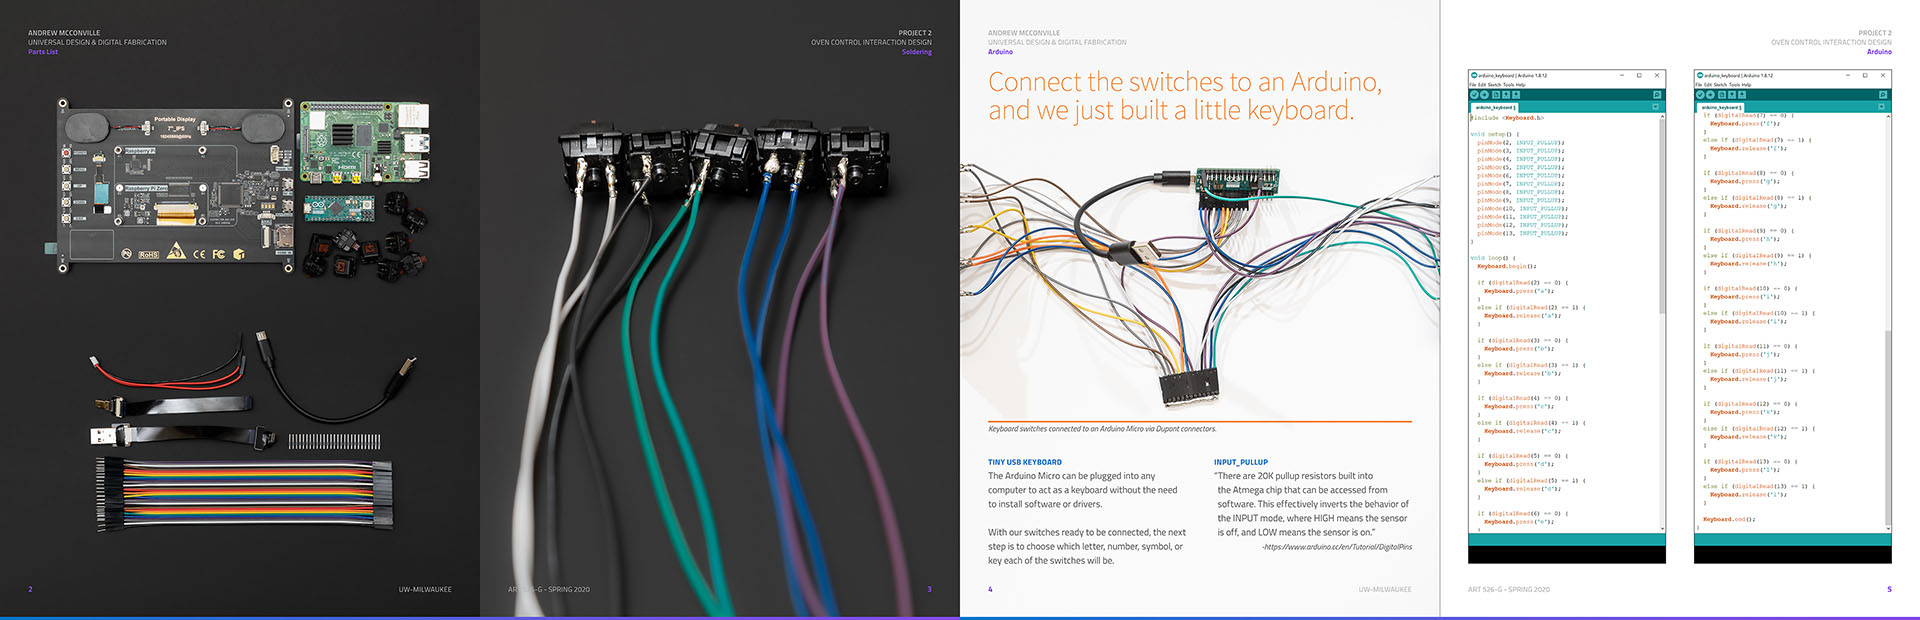 ANDREW MCCONVILLE
UNIVERSAL DESIGN & DIGITAL FABRICATION
Parts List
Portable Display
7"_IPS
Raspberry Pi
Raspberry Pi Zero
RoHS
CE
FC
2
UW-MILWAUKEE
PROJECT 2
OVEN CONTROL INTERACTION DESIGN
Soldering
ART 526-G - SPRING 2020
3
ANDREW MCCONVILLE
UNIVERSAL DESIGN & DIGITAL FABRICATION
Arduino
Connect the switches to an Arduino,
and we just built a little keyboard.
Keyboard switches connected to an Arduino Micro via Dupont connectors.
TINY USB KEYBOARD
The Arduino Micro can be plugged into any
computer to act as a keyboard without the need
to install software or drivers.
With our switches ready to be connected, the next
step is to choose which letter, number, symbol, or
key each of the switches will be.
INPUT_PULLUP
“There are 20K pullup resistors built into
the Atmega chip that can be accessed from
software. This effectively inverts the behavior of
the INPUT mode, where HIGH means the sensor
is off, and LOW means the sensor is on.”
-https://www.arduino.cc/en/Tutorial/DigitalPins
4
UW-MILWAUKEE
PROJECT 2
OVEN CONTROL INTERACTION DESIGN
Arduino
arduino_keyboard | Arduino 1.8.12
File Edit Sketch Tools Help
arduino_keyboard §
#include <Keyboard.h>
void setup() {
pinMode(2, INPUT_PULLUP);
pinMode(3, INPUT_PULLUP);
pinMode(4, INPUT_PULLUP);
pinMode(5, INPUT_PULLUP);
pinMode(6, INPUT_PULLUP);
pinMode(7, INPUT_PULLUP);
pinMode(8, INPUT_PULLUP);
pinMode(9, INPUT_PULLUP);
pinMode(10, INPUT_PULLUP);
pinMode(11, INPUT_PULLUP);
pinMode(12, INPUT_PULLUP);
pinMode(13, INPUT_PULLUP);
}
void loop() {
Keyboard.begin();
if (digitalRead(2) == 0) {
Keyboard.press('a');
}
else if (digitalRead(2) == 1) {
Keyboard.release('a');
}
if (digitalRead(3) == 0) {
Keyboard.press('b');
}
else if (digitalRead(3) == 1) {
Keyboard.release('b');
}
if (digitalRead(4) == 0) {
Keyboard.press('c');
}
else if (digitalRead(4) == 1) {
Keyboard.release('c');
}
if (digitalRead(5) == 0) {
Keyboard.press('d');
}
else if (digitalRead(5) == 1) {
Keyboard.release('d');
}
if (digitalRead(6) == 0) {
Keyboard.press('e');
}
arduino_keyboard | Arduino 1.8.12
File Edit Sketch Tools Help
arduino_keyboard §
if (digitalRead(7) == 0) {
Keyboard.press('f');
}
else if (digitalRead(7) == 1) {
Keyboard.release('f');
}
if (digitalRead(8) == 0) {
Keyboard.press('g');
}
else if (digitalRead(8) == 1) {
Keyboard.release('g');
}
if (digitalRead(9) == 0) {
Keyboard.press('h');
}
else if (digitalRead(9) == 1) {
Keyboard.release('h');
}
if (digitalRead(10) == 0) {
Keyboard.press('i');
}
else if (digitalRead(10) == 1) {
Keyboard.release('i');
}
if (digitalRead(11) == 0) {
Keyboard.press('j');
}
else if (digitalRead(11) == 1) {
Keyboard.release('j');
}
if (digitalRead(12) == 0) {
Keyboard.press('k');
}
else if (digitalRead(12) == 1) {
Keyboard.release('k');
}
if (digitalRead(13) == 0) {
Keyboard.press('l');
}
else if (digitalRead(13) == 1) {
Keyboard.release('l');
}
Keyboard.end();
}
ART 526-G - SPRING 2020
5